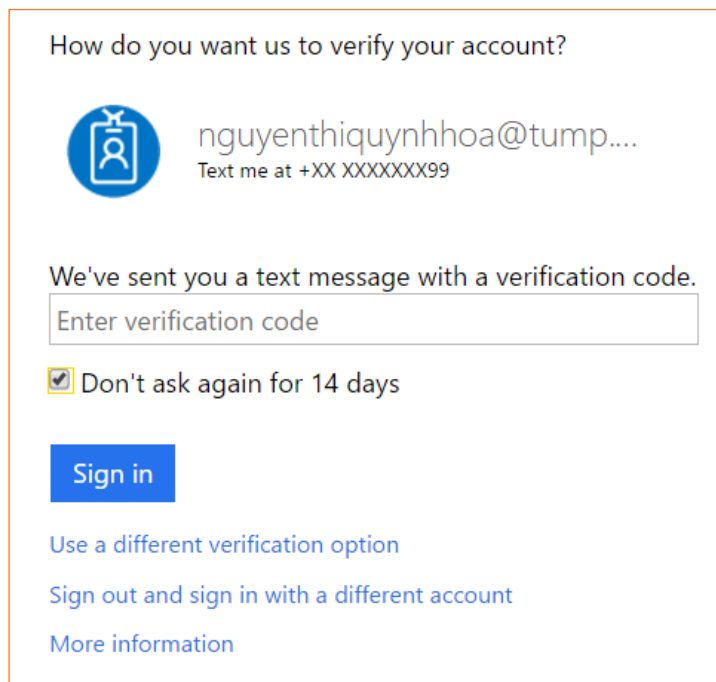 How do you want us to verify your account?
nguyenthiquynhhoa@tump....
Text me at +XX XXXXXXX99
We've sent you a text message with a verification code.
Enter verification code
Don't ask again for 14 days
Sign in
Use a different verification option
Sign out and sign in with a different account
More information